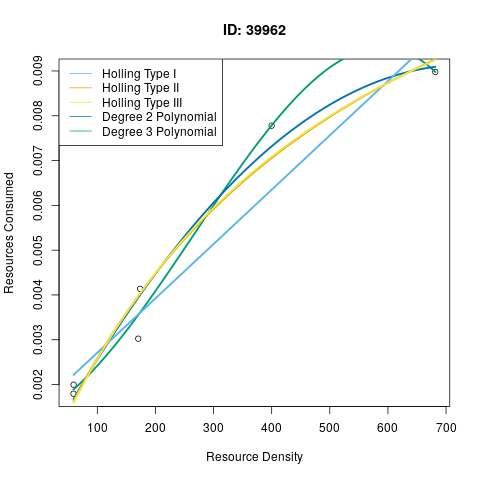 ID: 39962
Holling Type I
Holling Type II
Holling Type III
Degree 2 Polynomial
Degree 3 Polynomial
Resources Consumed
0.009
0.008
0.007
0.006
0.005
0.004
0.003
0.002
100 200 300 400 500 600 700
Resource Density